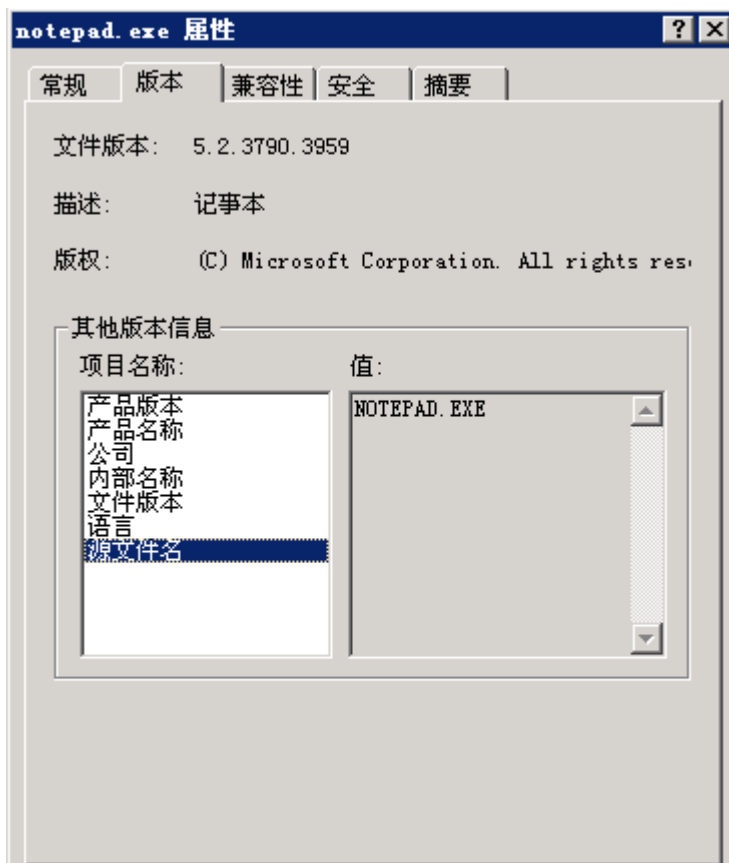 notepad.exe 属性
常规 版本 兼容性 安全 摘要
文件版本: 5.2.3790.3959
描述: 记事本
版权: (C) Microsoft Corporation. All rights
其他版本信息
项目名称: 值:
产品版本 NOTEPAD.EXE
产品名称
公司
内部名称
文件版本
语言
源文件名